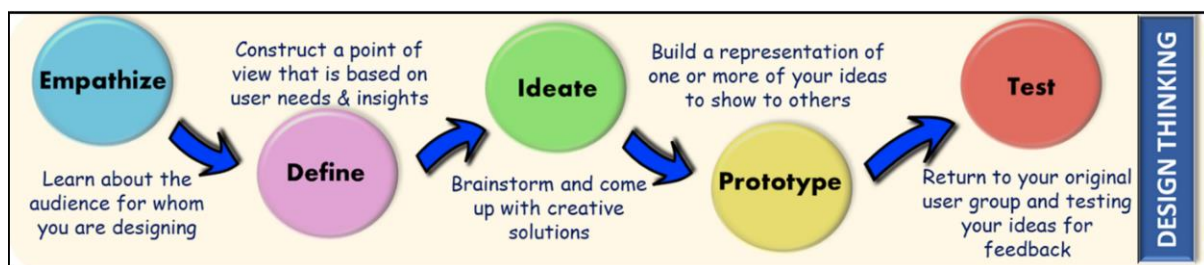 Empathize
Learn about the
audience for whom
you are designing
Construct a point of
view that is based on
user needs & insights
Define
Ideate
Brainstorm and come
up with creative
solutions
Build a representation of
one or more of your ideas
to show to others
Prototype
Test
Return to your original
user group and testing
your ideas for
feedback
DESIGN THINKING